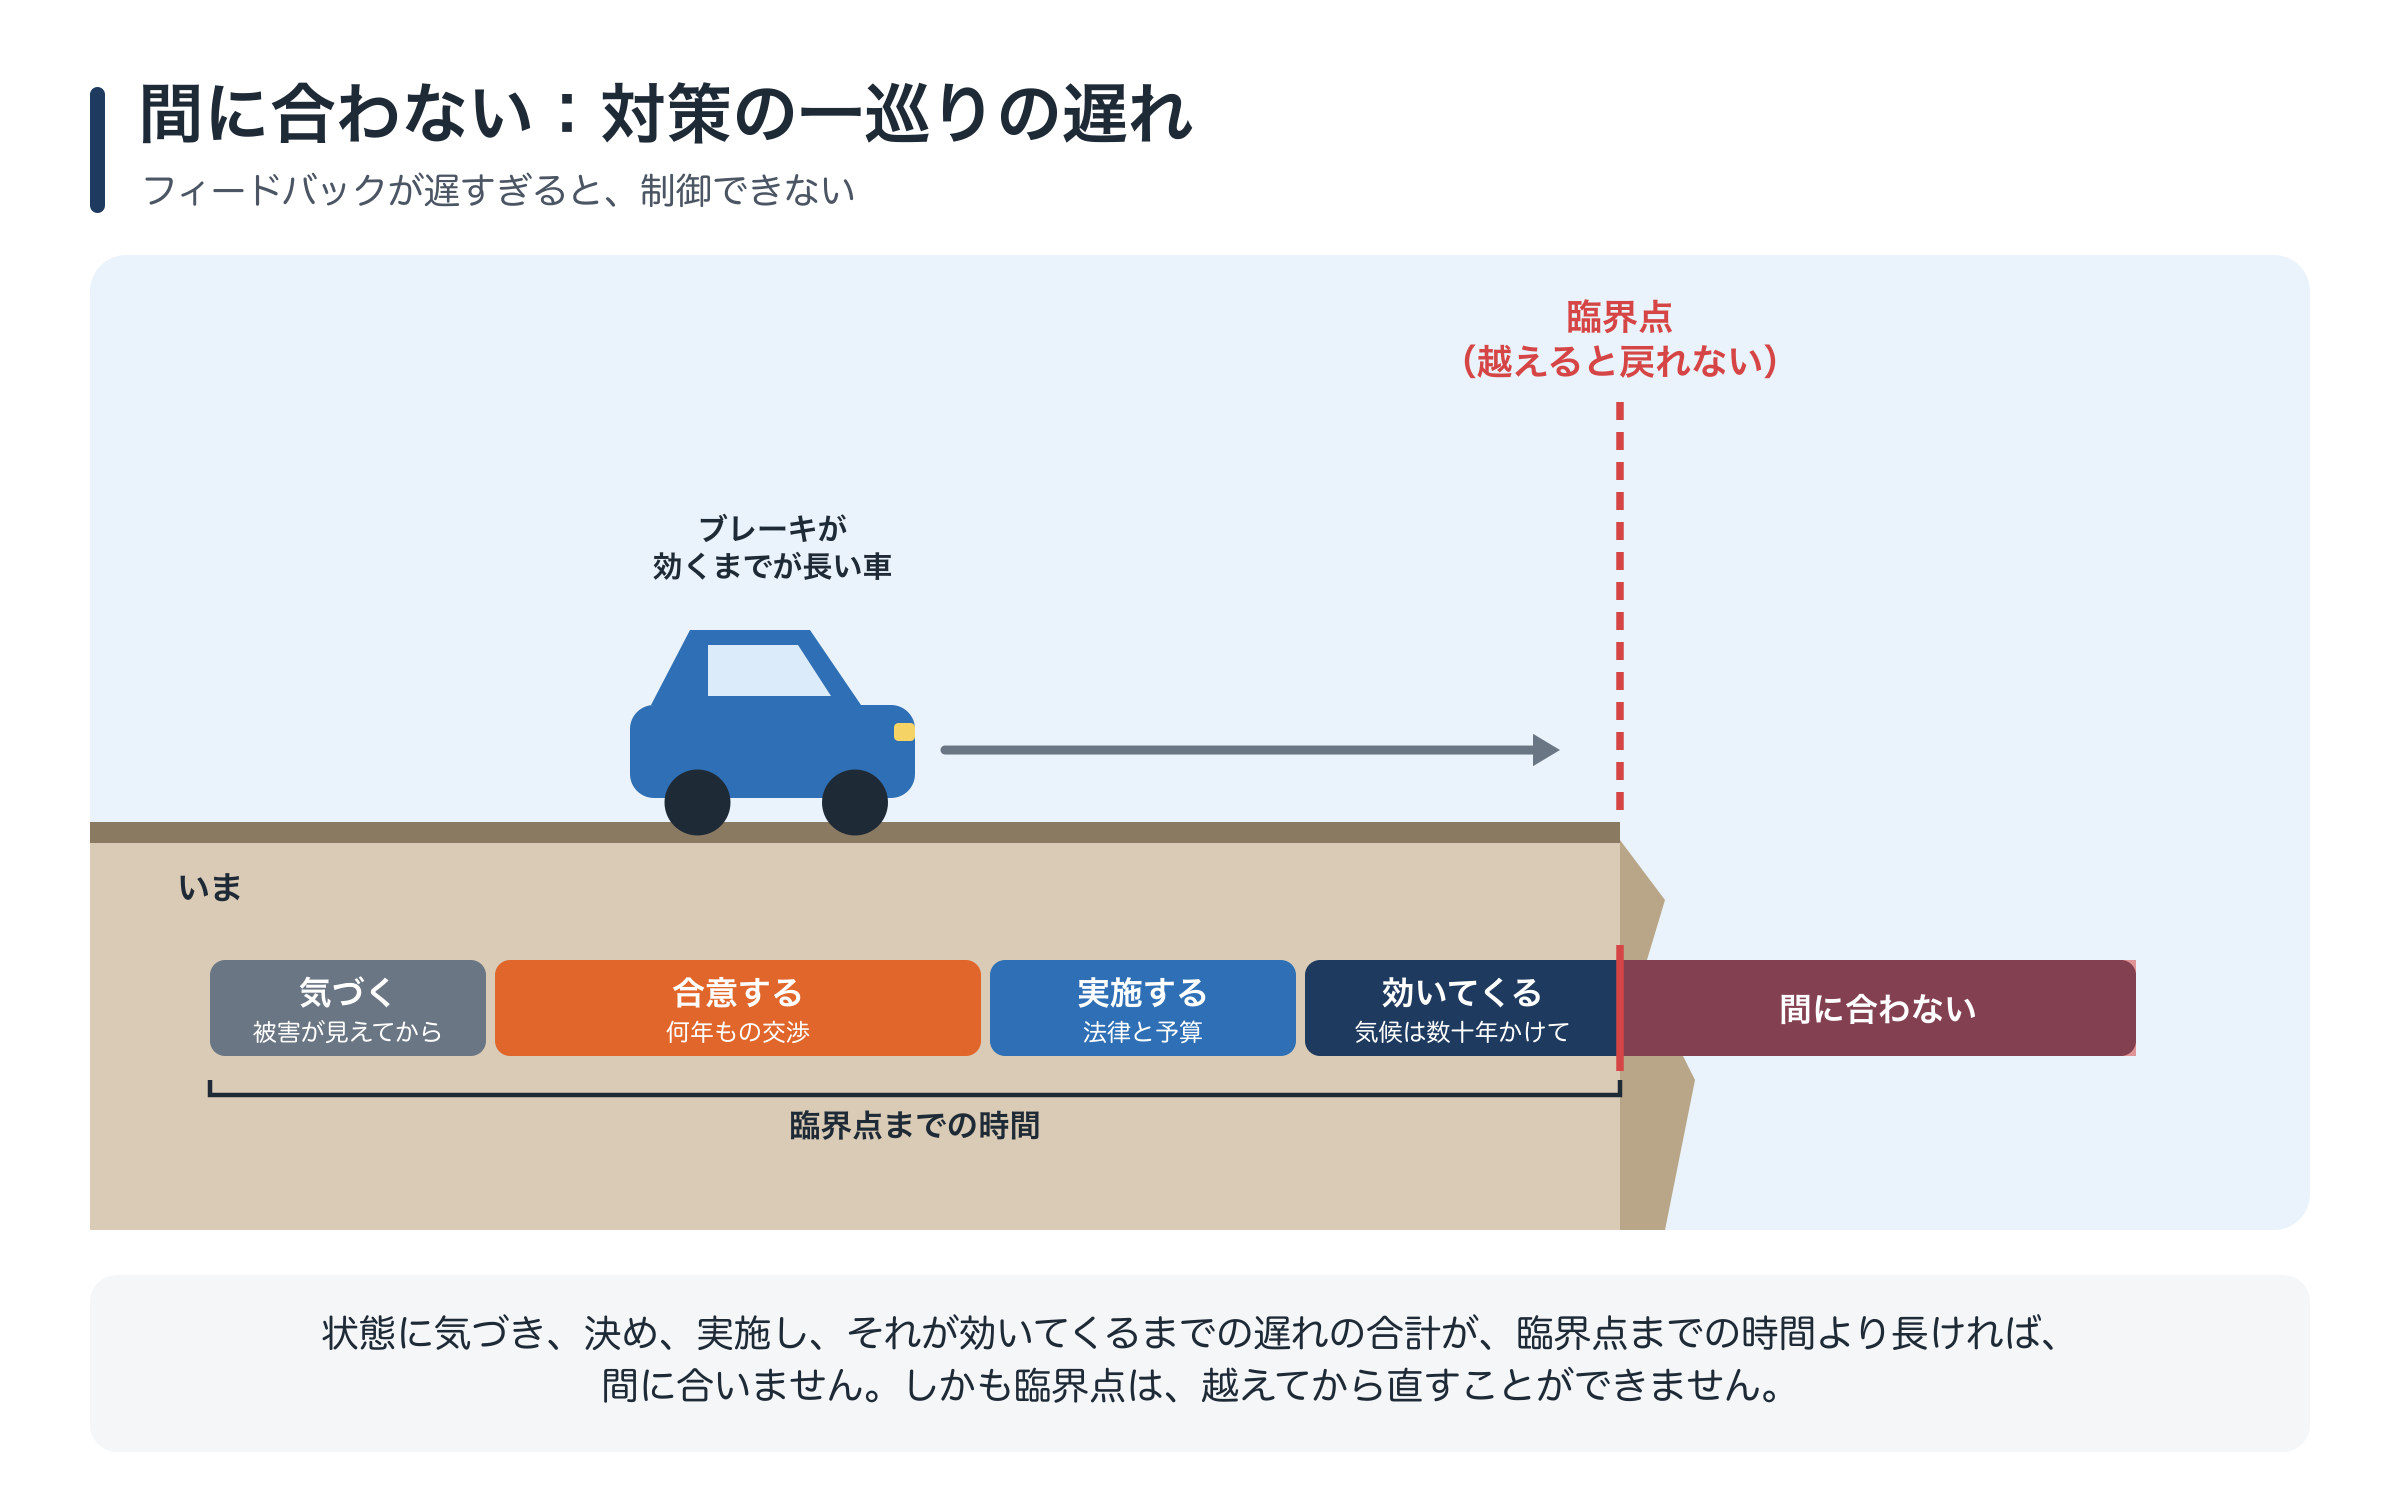 間に合わない：対策の一巡りの遅れ
フィードバックが遅すぎると、制御できない
臨界点
（越えると戻れない）
ブレーキが
効くまでが長い車
いま
気づく
被害が見えてから
合意する
何年もの交渉
実施する
法律と予算
効いてくる
気候は数十年かけて
間に合わない
臨界点までの時間
状態に気づき、決め、実施し、それが効いてくるまでの遅れの合計が、臨界点までの時間より長ければ、
間に合いません。しかも臨界点は、越えてから直すことができません。